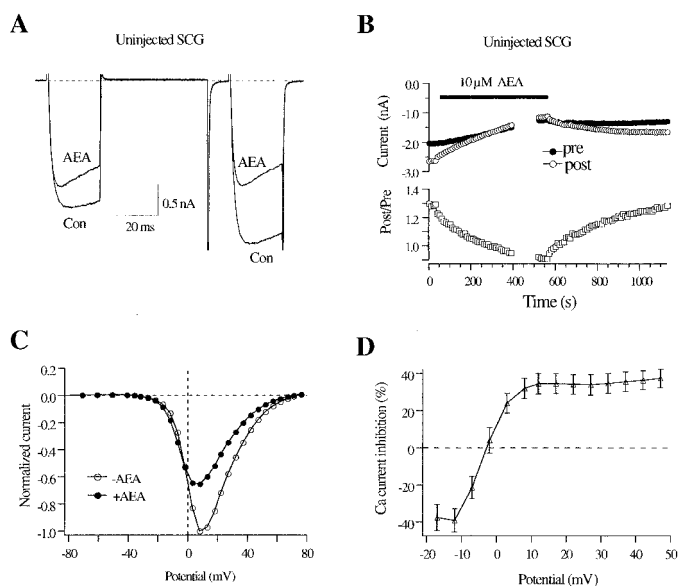 A
Uninjected SCG
AEA
Con
AEA
Con
0.5 nA
20 ms
B
Uninjected SCG
10 µM AEA
0.0
-1.0
-2.0
-3.0
Current (nA)
pre
post
1.4
1.2
1.0
Post/Pre
0 200 400 600 800 1000
Time (s)
C
0.2
0.0
-0.2
-0.4
-0.6
-0.8
-1.0
Normalized current
-AEA
+AEA
-80 -40 0 40 80
Potential (mV)
D
40
20
0
-20
-40
Ca current inhibition (%)
-20 -10 0 10 20 30 40 50
Potential (mV)